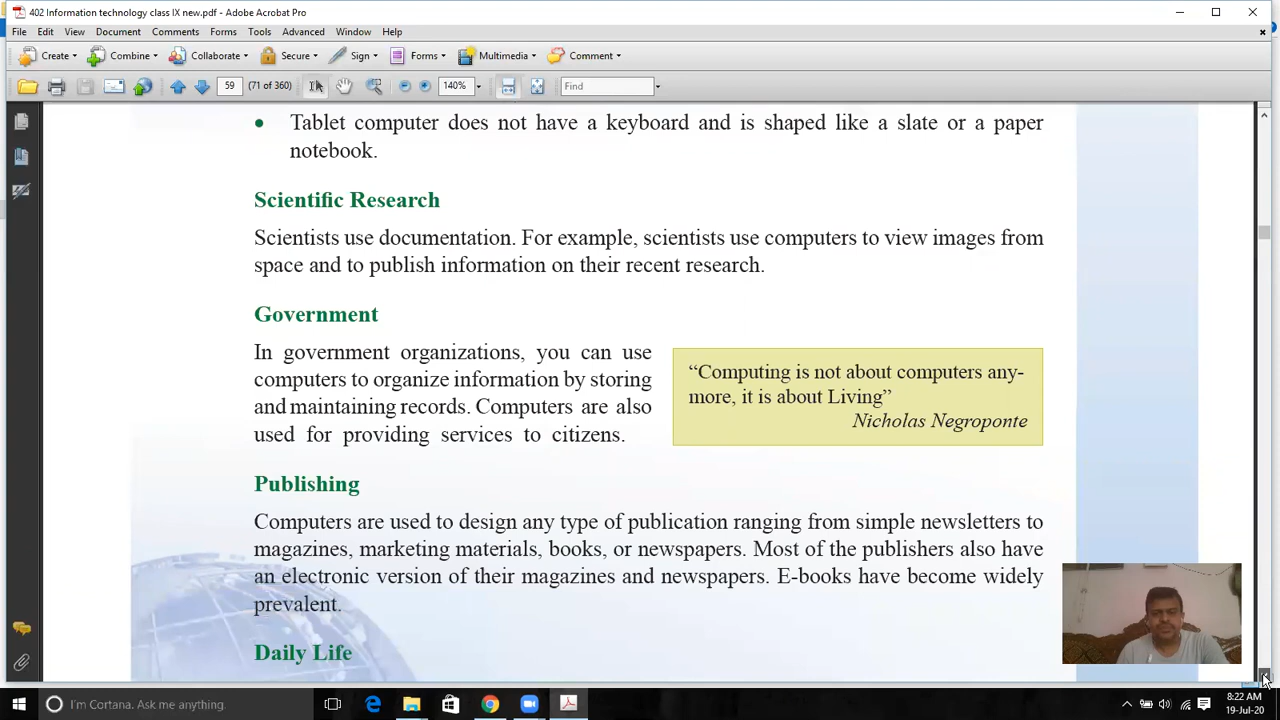 402 Information technology class IX new.pdf - Adobe Acrobat Pro
File Edit View Document Comments Forms Tools Advanced Window Help
Create Combine Collaborate Secure Sign Forms Multimedia Comment
59 (71 of 360) 140% Find
• Tablet computer does not have a keyboard and is shaped like a slate or a paper
notebook.
Scientific Research
Scientists use documentation. For example, scientists use computers to view images from
space and to publish information on their recent research.
Government
In government organizations, you can use
computers to organize information by storing
and maintaining records. Computers are also
used for providing services to citizens.
“Computing is not about computers any-
more, it is about Living”
Nicholas Negroponte
Publishing
Computers are used to design any type of publication ranging from simple newsletters to
magazines, marketing materials, books, or newspapers. Most of the publishers also have
an electronic version of their magazines and newspapers. E-books have become widely
prevalent.
Daily Life
I'm Cortana. Ask me anything.
8:22 AM
19-Jul-20